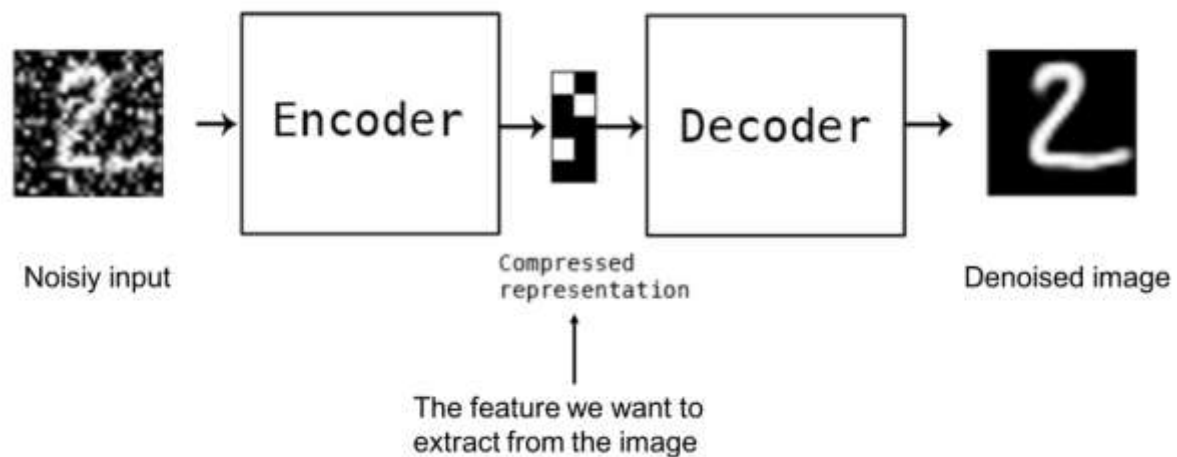 Encoder
Decoder
Noisiy input
Compressed
representation
Denoised image
The feature we want to
extract from the image